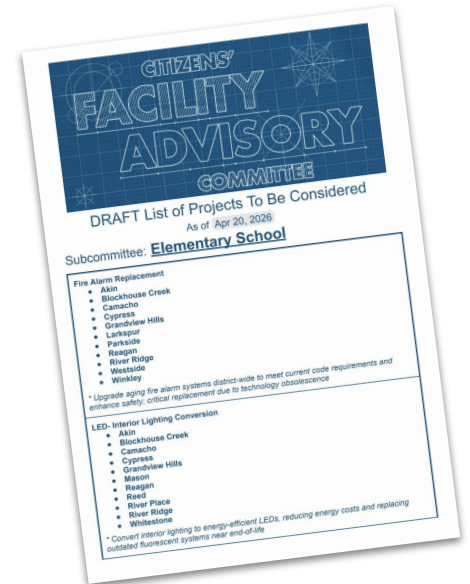 CITIZENS'
FACILITY
ADVISORY
COMMITTEE
DRAFT List of Projects To Be Considered
As of Apr 20, 2026
Subcommittee: Elementary School
Fire Alarm Replacement
● Akin
● Blockhouse Creek
● Camacho
● Cypress
● Grandview Hills
● Larkspur
● Parkside
● Reagan
● River Ridge
● Westside
● Winkley
* Upgrade aging fire alarm systems district-wide to meet current code requirements and
enhance safety; critical replacement due to technology obsolescence
LED- Interior Lighting Conversion
● Akin
● Blockhouse Creek
● Camacho
● Cypress
● Grandview Hills
● Mason
● Reagan
● Reed
● River Place
● River Ridge
● Whitestone
* Convert interior lighting to energy-efficient LEDs, reducing energy costs and replacing
outdated fluorescent systems near end-of-life